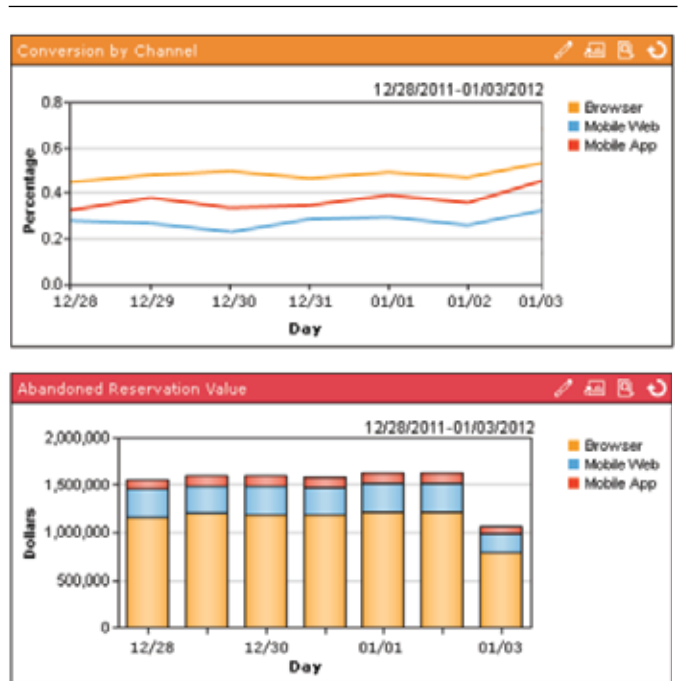 Conversion by Channel
12/28/2011-01/03/2012
0.8
0.6
0.4
0.2
0.0
Percentage
12/28 12/29 12/30 12/31 01/01 01/02 01/03
Day
Browser
Mobile Web
Mobile App
Abandoned Reservation Value
12/28/2011-01/03/2012
2,000,000
1,500,000
1,000,000
500,000
0
Dollars
12/28 12/30 01/01 01/03
Day
Browser
Mobile Web
Mobile App